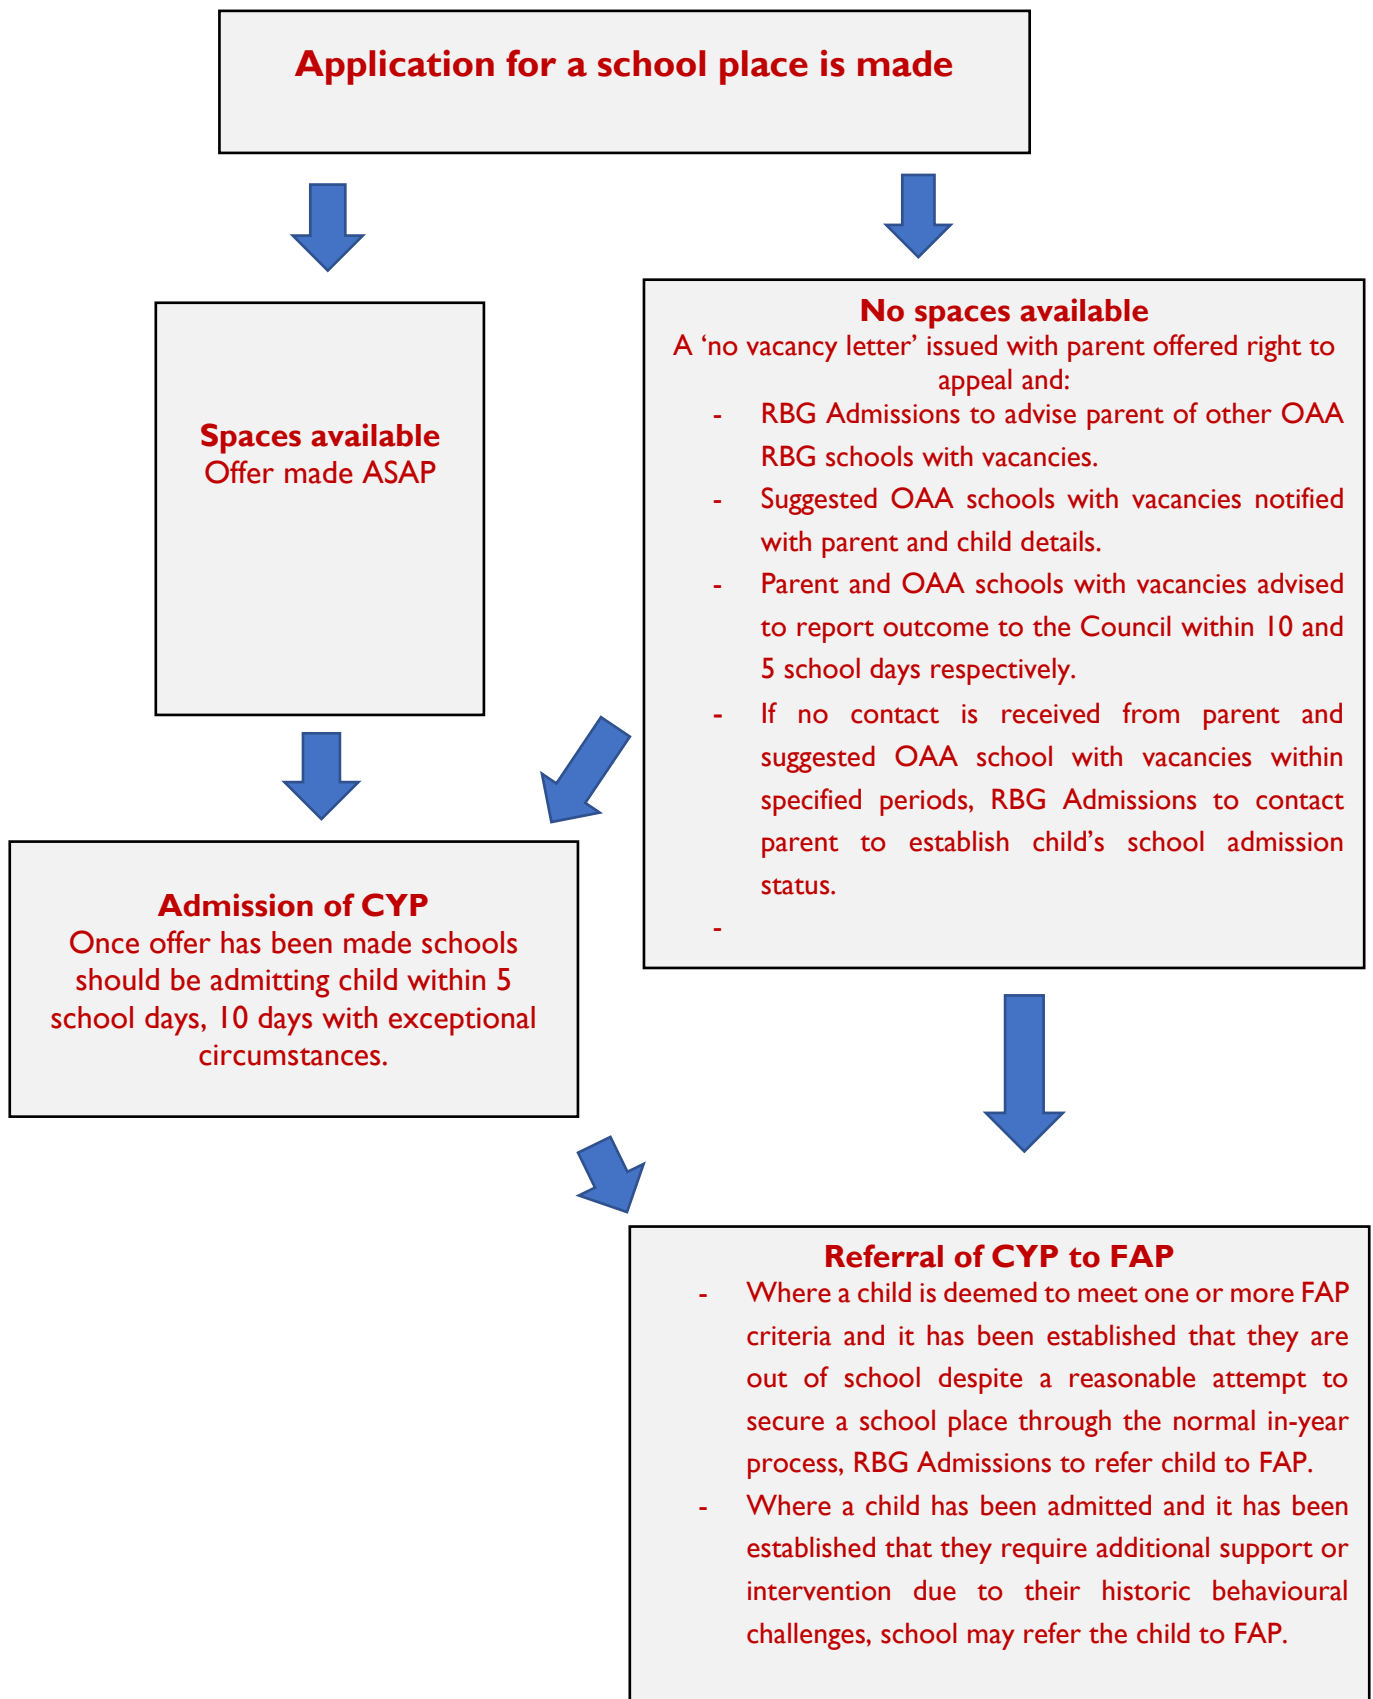 Application for a school place is made
Spaces available
Offer made ASAP
No spaces available
A ‘no vacancy letter’ issued with parent offered right to
appeal and:
- RBG Admissions to advise parent of other OAA
RBG schools with vacancies.
- Suggested OAA schools with vacancies notified
with parent and child details.
- Parent and OAA schools with vacancies advised
to report outcome to the Council within 10 and
5 school days respectively.
- If no contact is received from parent and
suggested OAA school with vacancies within
specified periods, RBG Admissions to contact
parent to establish child’s school admission
status.
-
Admission of CYP
Once offer has been made schools
should be admitting child within 5
school days, 10 days with exceptional
circumstances.
Referral of CYP to FAP
- Where a child is deemed to meet one or more FAP
criteria and it has been established that they are
out of school despite a reasonable attempt to
secure a school place through the normal in-year
process, RBG Admissions to refer child to FAP.
- Where a child has been admitted and it has been
established that they require additional support or
intervention due to their historic behavioural
challenges, school may refer the child to FAP.